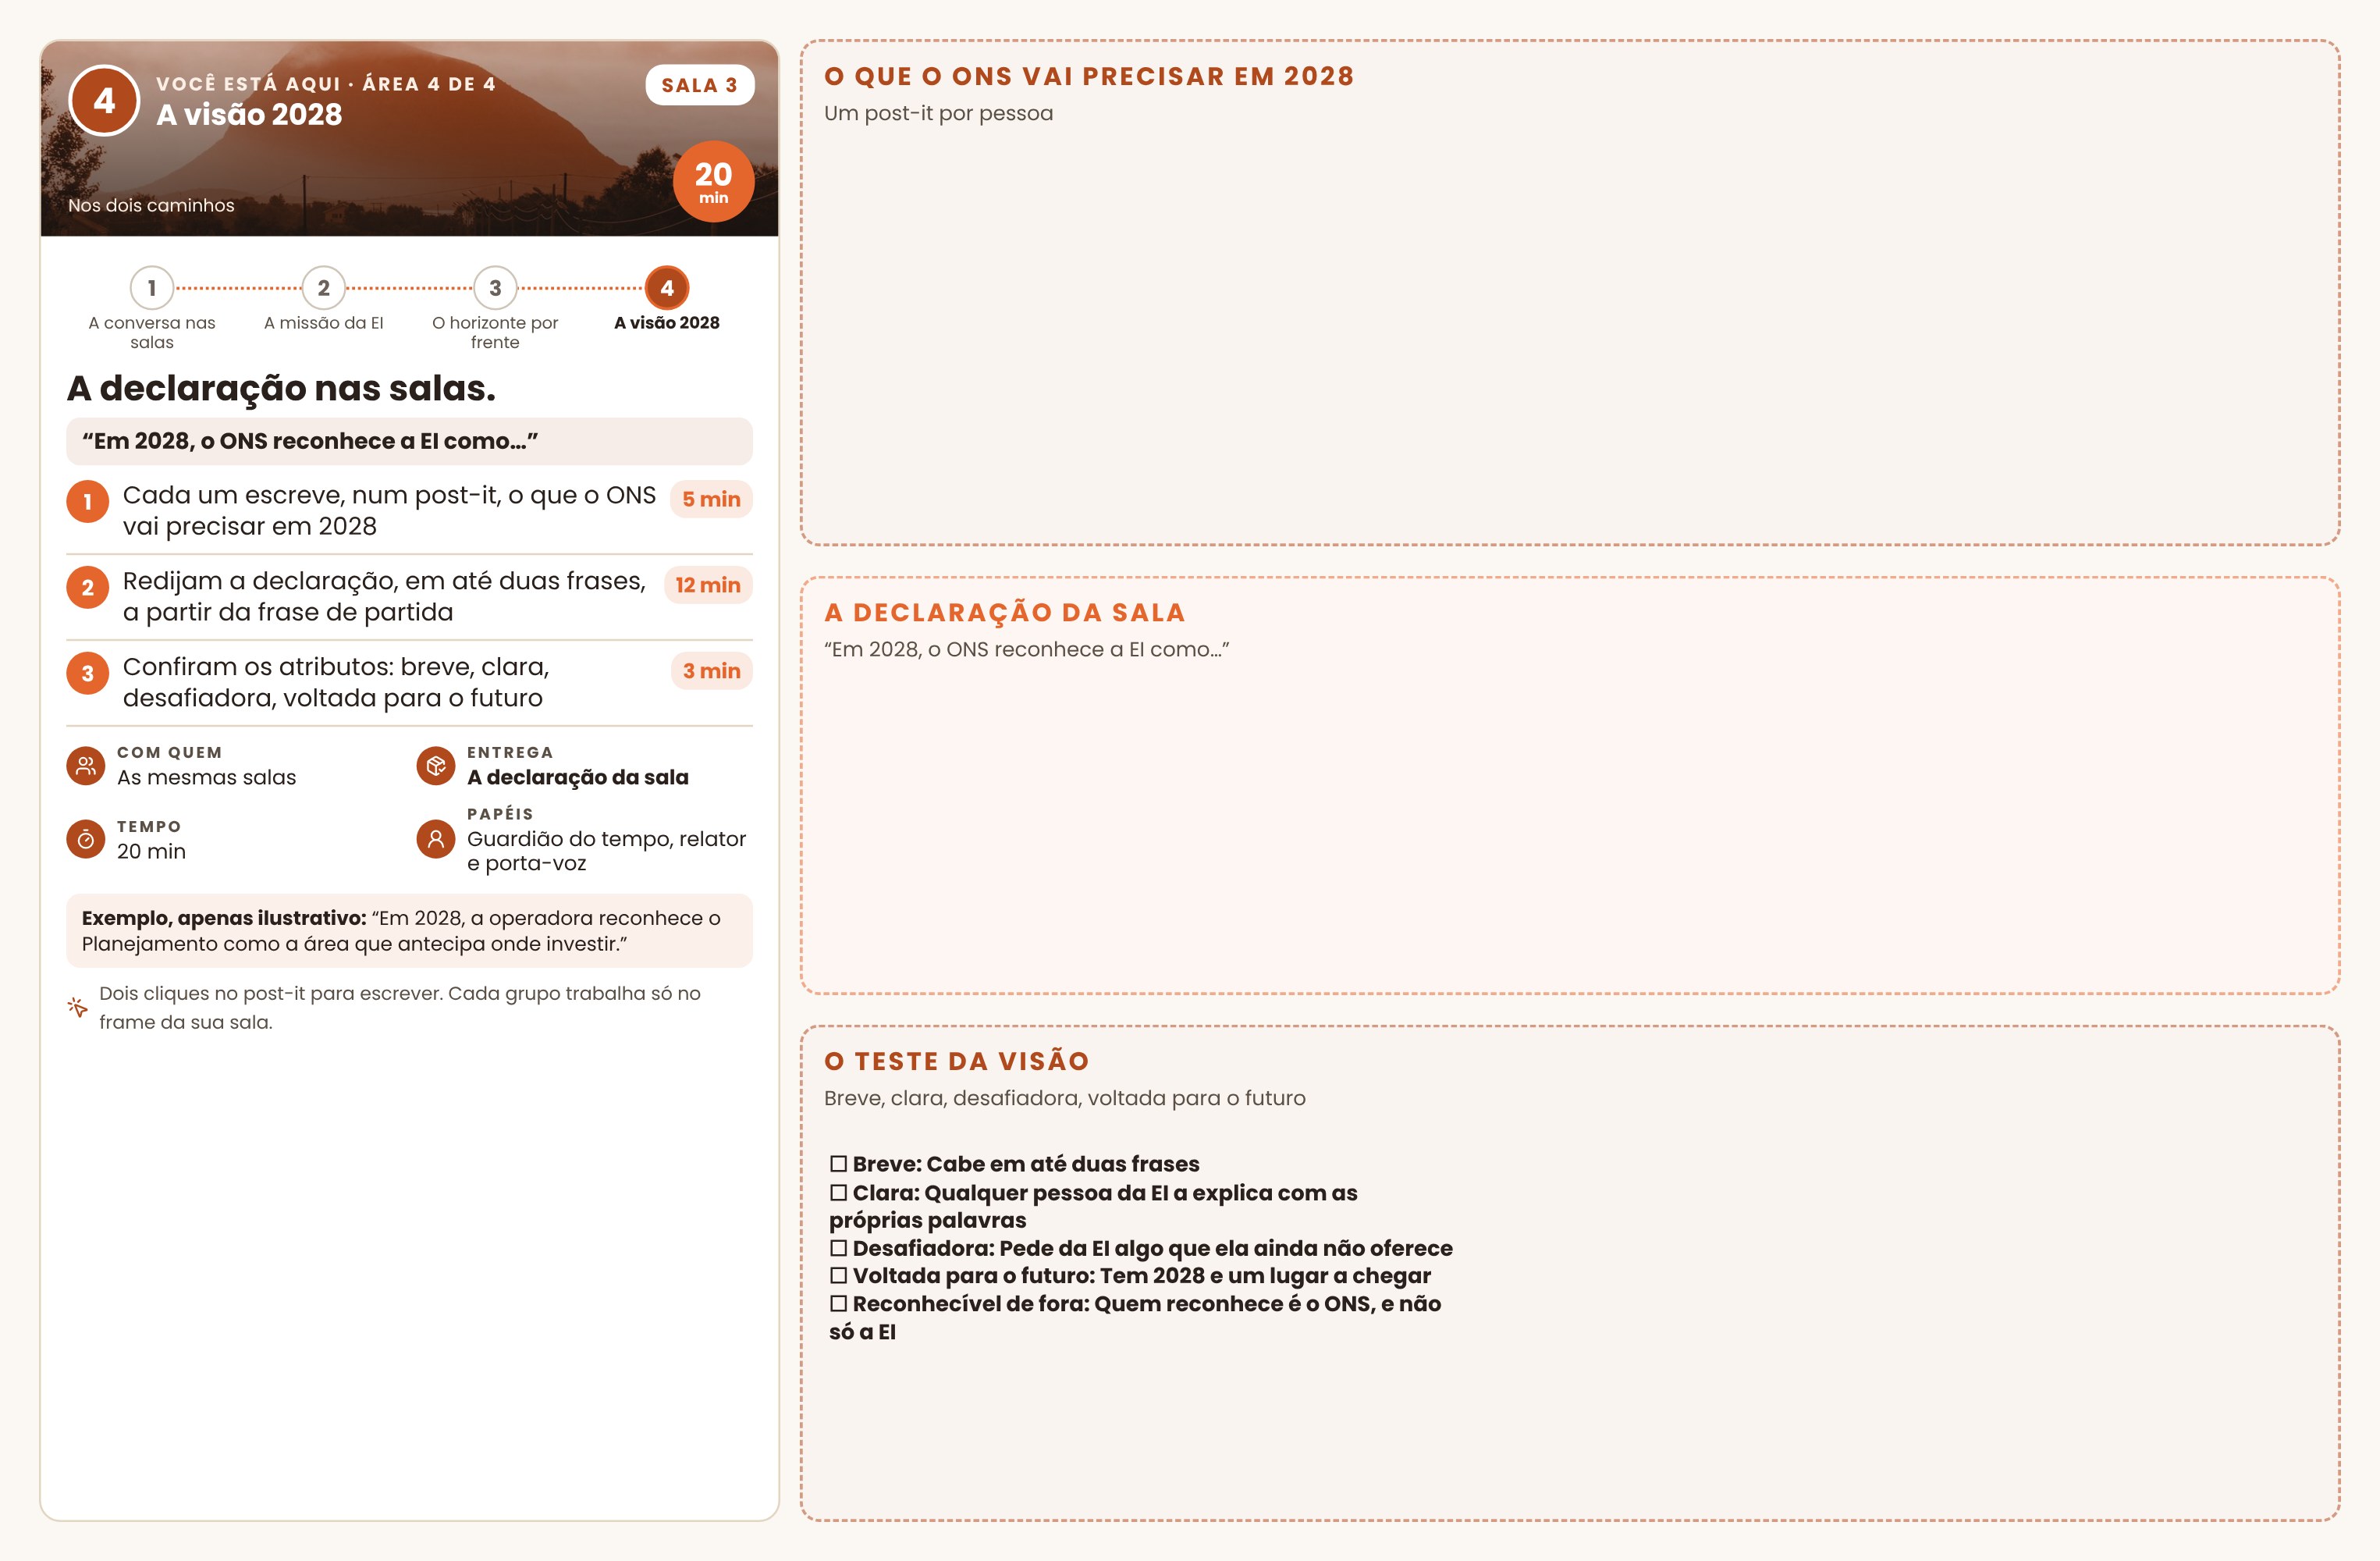 4
VOCÊ ESTÁ AQUI · ÁREA 4 DE 4
A visão 2028
SALA 3
20
min
Nos dois caminhos
1
2
3
4
A conversa nas
salas
A missão da EI
O horizonte por
frente
A visão 2028
A declaração nas salas.
“Em 2028, o ONS reconhece a EI como…”
1
Cada um escreve, num post-it, o que o ONS
vai precisar em 2028
5 min
2
Redijam a declaração, em até duas frases,
a partir da frase de partida
12 min
3
Confiram os atributos: breve, clara,
desafiadora, voltada para o futuro
3 min
COM QUEM
As mesmas salas
ENTREGA
A declaração da sala
TEMPO
20 min
PAPÉIS
Guardião do tempo, relator
e porta-voz
Exemplo, apenas ilustrativo: “Em 2028, a operadora reconhece o
Planejamento como a área que antecipa onde investir.”
Dois cliques no post-it para escrever. Cada grupo trabalha só no
frame da sua sala.
O QUE O ONS VAI PRECISAR EM 2028
Um post-it por pessoa
A DECLARAÇÃO DA SALA
“Em 2028, o ONS reconhece a EI como…”
O TESTE DA VISÃO
Breve, clara, desafiadora, voltada para o futuro
☐ Breve: Cabe em até duas frases
☐ Clara: Qualquer pessoa da EI a explica com as
próprias palavras
☐ Desafiadora: Pede da EI algo que ela ainda não oferece
☐ Voltada para o futuro: Tem 2028 e um lugar a chegar
☐ Reconhecível de fora: Quem reconhece é o ONS, e não
só a EI